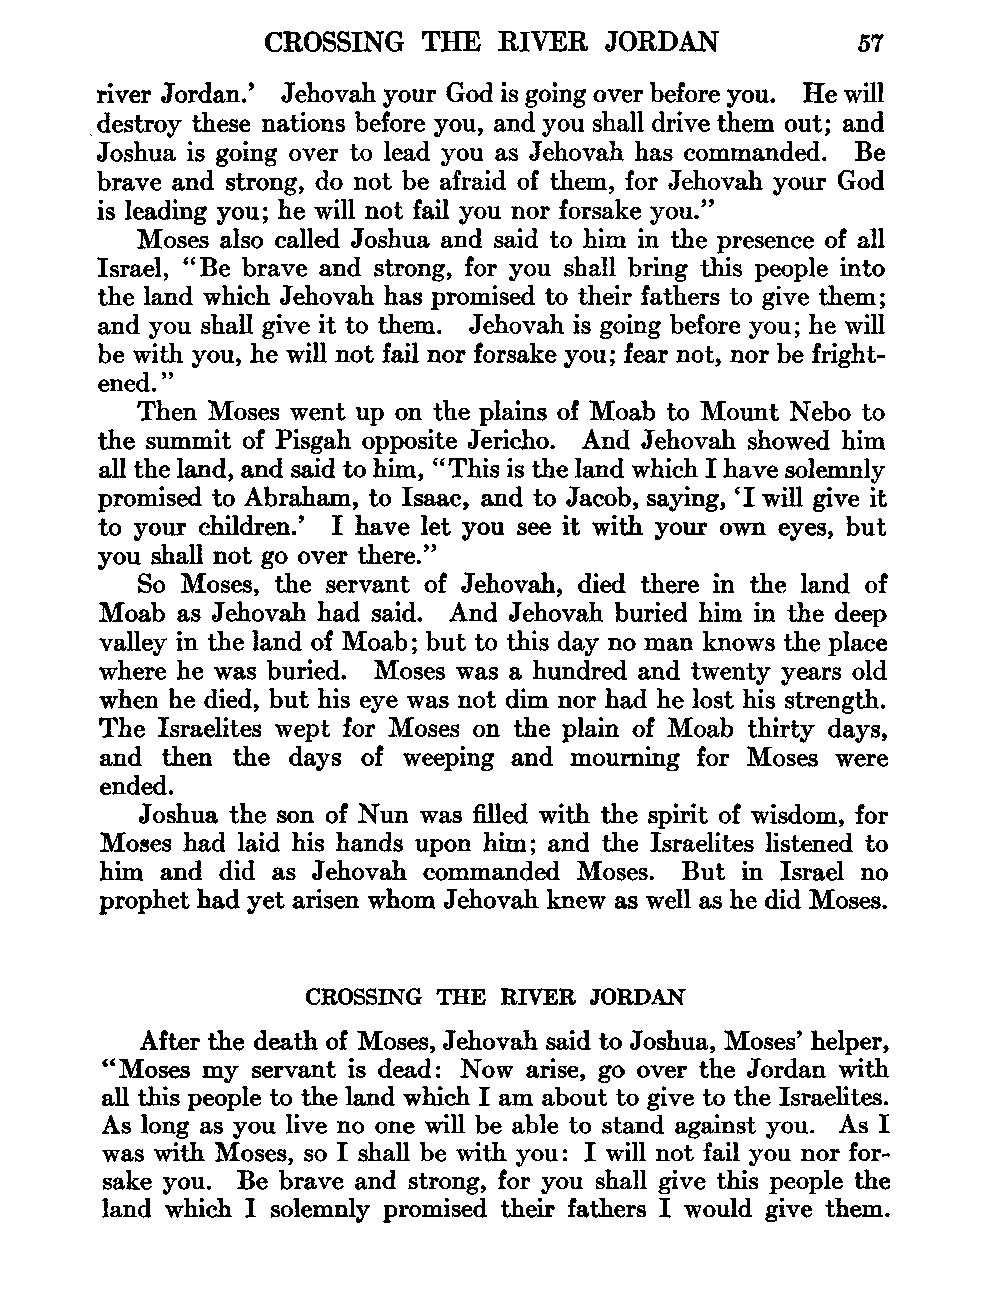 CROSSING THE RIVER JORDAN 57
river Jordan.’ Jehovah your God is going over before you. He will
destroy these nations before you, and you shall drive them out; and
Joshua is going over to lead you as Jehovah has commanded. Be
brave and strong, do not be afraid of them, for Jehovah your God
is leading you; he will not fail you nor forsake you.”
Moses also called Joshua and said to him in the presence of all
Israel, “Be brave and strong, for you shall bring this people into
the land which Jehovah has promised to their fathers to give them;
and you shall give it to them. Jehovah is going before you; he will
be with you, he will not fail nor forsake you; fear not, nor be fright-
ened.”
Then Moses went up on the plains of Moab to Mount Nebo to
the summit of Pisgah opposite Jericho. And Jehovah showed him
all the land, and said to him, “This is the land which I have solemnly
promised to Abraham, to Isaac, and to Jacob, saying, ‘I will give it
to your children.’ I have let you see it with your own eyes, but
you shall not go over there.”
So Moses, the servant of Jehovah, died there in the land of
Moab as Jehovah had said. And Jehovah buried him in the deep
valley in the land of Moab; but to this day no man knows the place
where he was buried. Moses was a hundred and twenty years old
when he died, but his eye was not dim nor had he lost his strength.
The Israelites wept for Moses on the plain of Moab thirty days,
and then the days of weeping and mourning for Moses were
ended.
Joshua the son of Nun was filled with the spirit of wisdom, for
Moses had laid his hands upon him; and the Israelites listened to
him and did as Jehovah commanded Moses. But in Israel no
prophet had yet arisen whom Jehovah knew as well as he did Moses.
CROSSING THE RIVER JORDAN
After the death of Moses, Jehovah said to Joshua, Moses’ helper,
“Moses my servant is dead: Now arise, go over the Jordan with
all this people to the land which I am about to give to the Israelites.
As long as you live no one will be able to stand against you. As I
was with Moses, so I shall be with you: I will not fail you nor for-
sake you. Be brave and strong, for you shall give this people the
land which I solemnly promised their fathers I would give them.